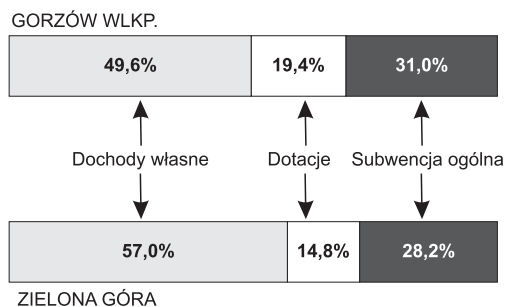 GORZÓW WLKP.
49,6% 19,4% 31,0%
Dochody własne Dotacje Subwencja ogólna
57,0% 14,8% 28,2%
ZIELONA GÓRA